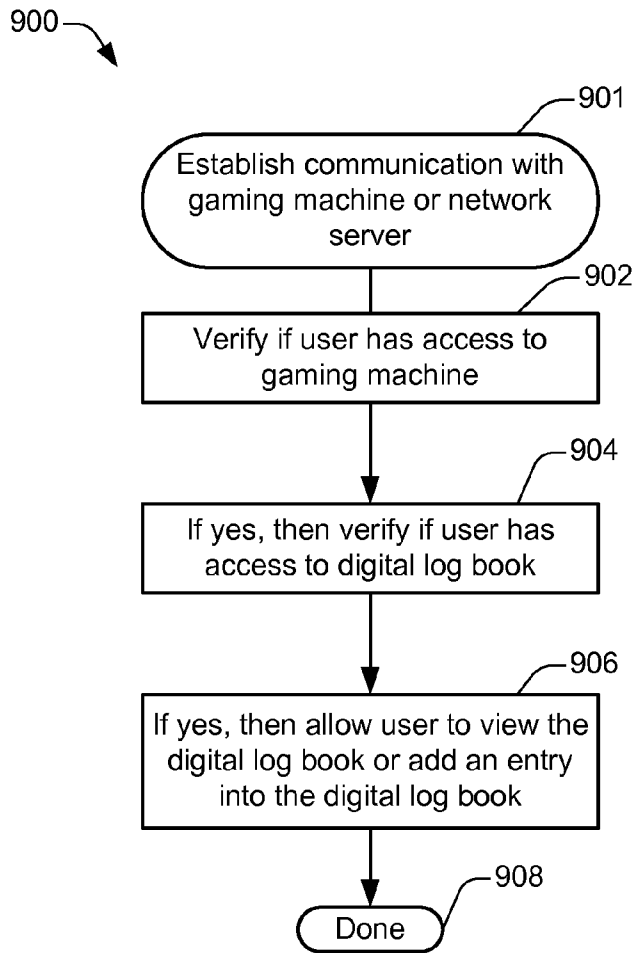 900
901
Establish communication with
gaming machine or network
server
902
Verify if user has access to
gaming machine
904
If yes, then verify if user has
access to digital log book
906
If yes, then allow user to view the
digital log book or add an entry
into the digital log book
908
Done